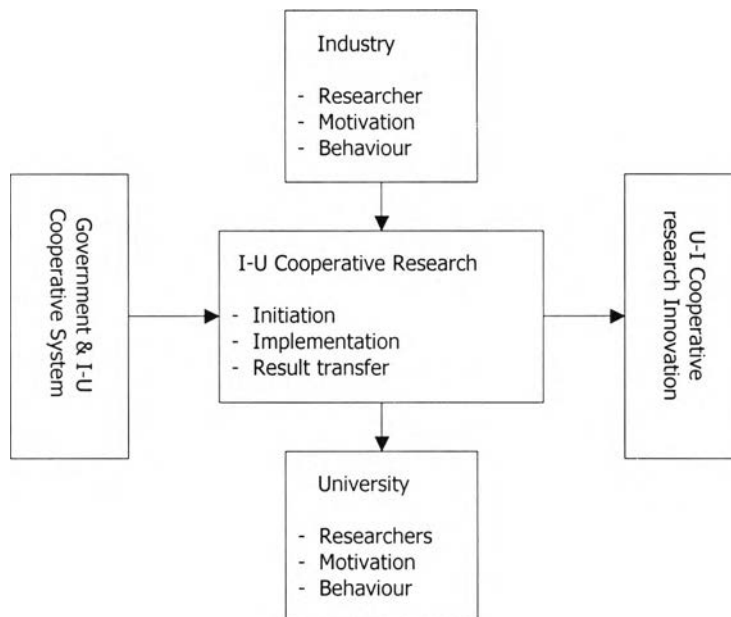 Industry
- Researcher
- Motivation
- Behaviour
Government & I-U
Cooperative System
I-U Cooperative Research
- Initiation
- Implementation
- Result transfer
U-I Cooperative
research Innovation
University
- Researchers
- Motivation
- Behaviour